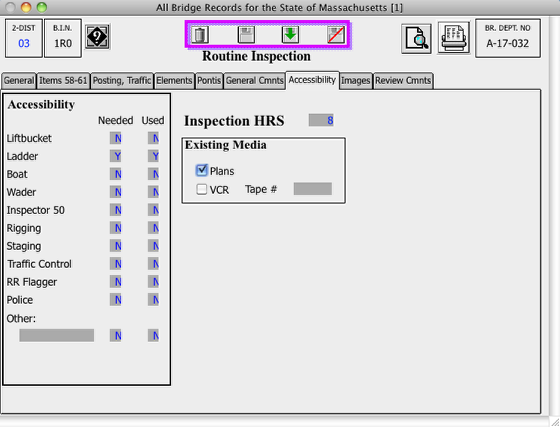 All Bridge Records for the State of Massachusetts [1]
2-DIST
03
B.I.N.
1R0
?
BR. DEPT. NO
A-17-032
Routine Inspection
General Items 58-61 Posting, Traffic Elements Pontis General Cmnts Accessibility Images Review Cmnts
Accessibility
Needed Used
Liftbucket N N
Ladder Y Y
Boat N N
Wader N N
Inspector 50 N N
Rigging N N
Staging N N
Traffic Control N N
RR Flagger N N
Police N N
Other:
N N
Inspection HRS 8
Existing Media
Plans
VCR Tape #